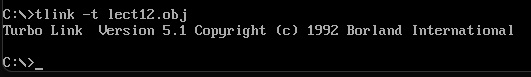 C:\>tlink -t lect12.obj
Turbo Link  Version 5.1 Copyright (c) 1992 Borland International
C:\>